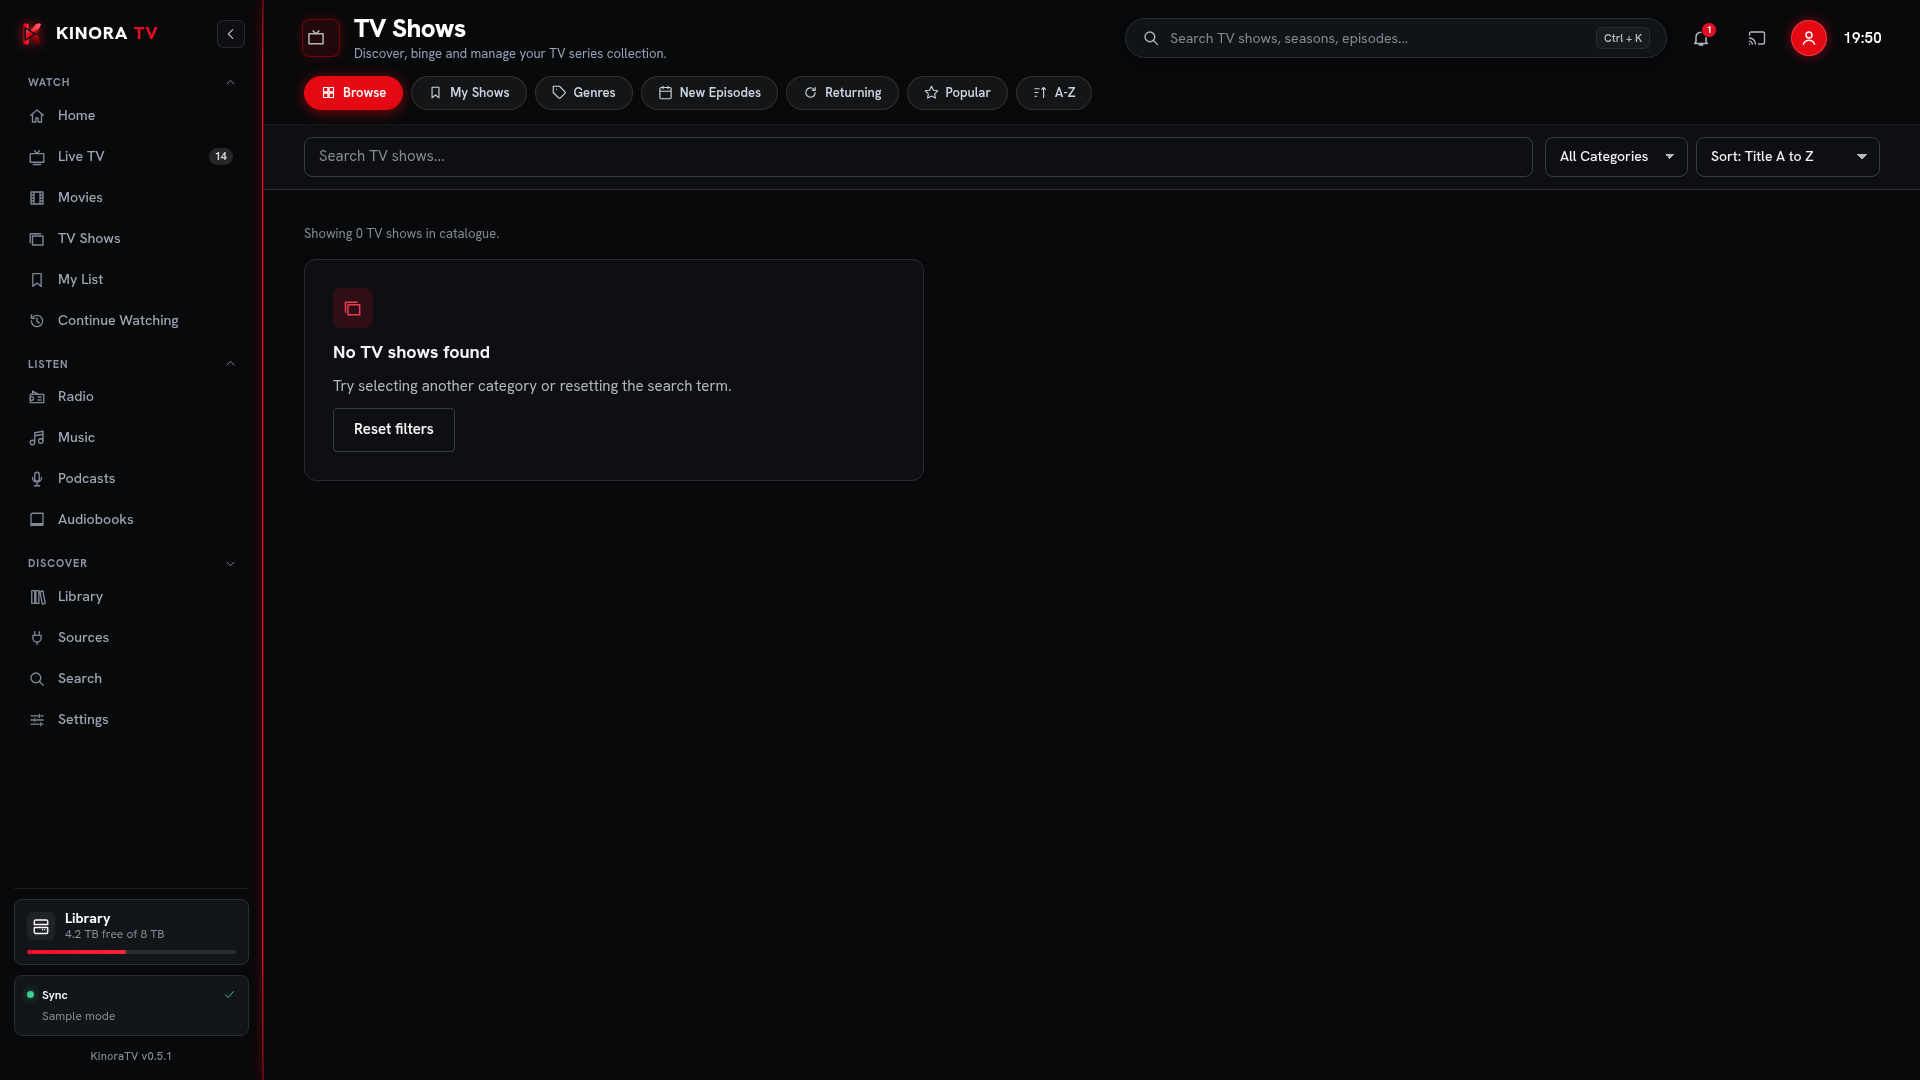 KINORA TV
WATCH
Home
Live TV 14
Movies
TV Shows
My List
Continue Watching
LISTEN
Radio
Music
Podcasts
Audiobooks
DISCOVER
Library
Sources
Search
Settings
Library
4.2 TB free of 8 TB
Sync
Sample mode
KinoraTV v0.5.1
TV Shows
Discover, binge and manage your TV series collection.
Search TV shows, seasons, episodes... Ctrl + K
1
19:50
Browse My Shows Genres New Episodes Returning Popular A-Z
Search TV shows... All Categories Sort: Title A to Z
Showing 0 TV shows in catalogue.
No TV shows found
Try selecting another category or resetting the search term.
Reset filters